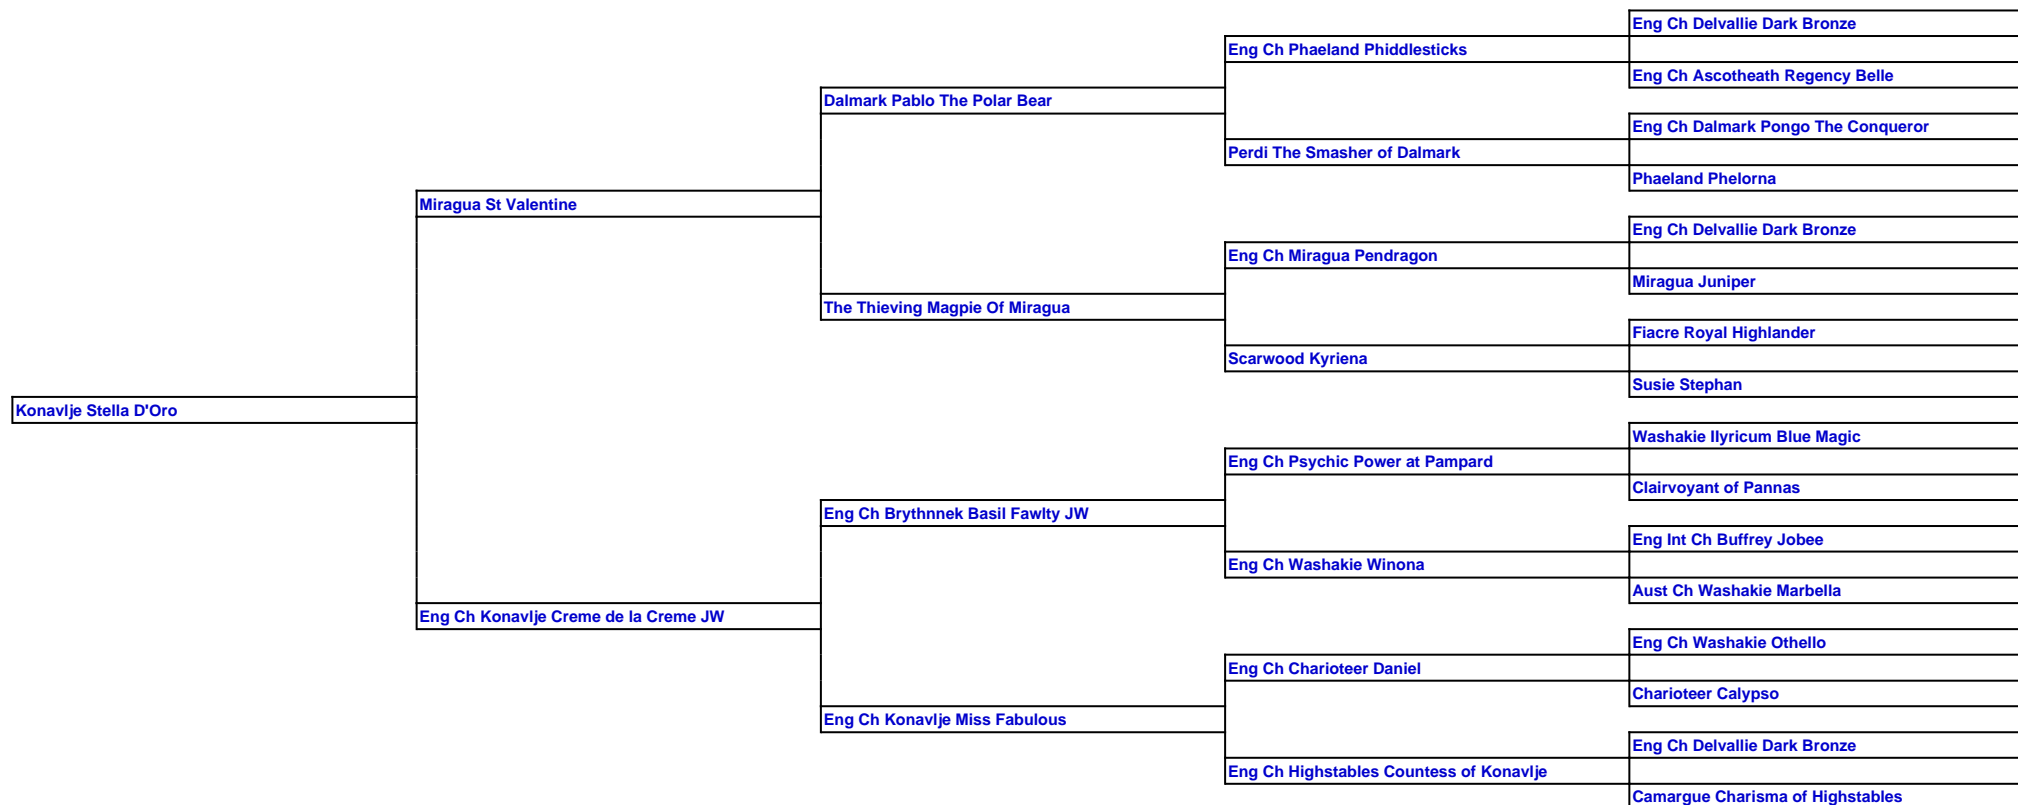 Eng Ch Delvallie Dark Bronze
Eng Ch Phaeland Phiddlesticks
Eng Ch Ascotheath Regency Belle
Dalmark Pablo The Polar Bear
Eng Ch Dalmark Pongo The Conqueror
Perdi The Smasher of Dalmark
Phaeland Phelorna
Miragua St Valentine
Eng Ch Delvallie Dark Bronze
Eng Ch Miragua Pendragon
Miragua Juniper
The Thieving Magpie Of Miragua
Fiacre Royal Highlander
Scarwood Kyriena
Susie Stephan
Konavlje Stella D'Oro
Washakie Ilyricum Blue Magic
Eng Ch Psychic Power at Pampard
Clairvoyant of Pannas
Eng Ch Brythnnek Basil Fawlty JW
Eng Int Ch Buffrey Jobee
Eng Ch Washakie Winona
Aust Ch Washakie Marbella
Eng Ch Konavlje Creme de la Creme JW
Eng Ch Washakie Othello
Eng Ch Charioteer Daniel
Charioteer Calypso
Eng Ch Konavlje Miss Fabulous
Eng Ch Delvallie Dark Bronze
Eng Ch Highstables Countess of Konavlje
Camargue Charisma of Highstables